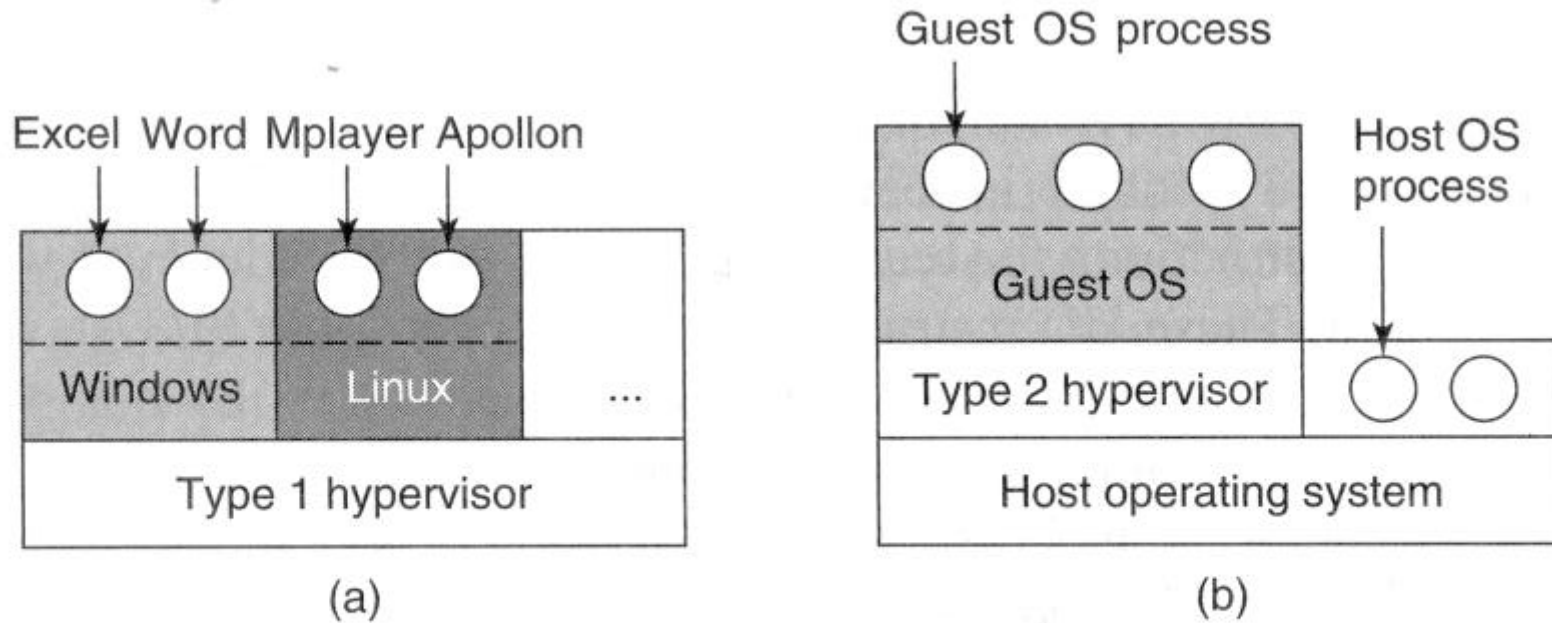 Excel Word Mplayer Apollon
Windows
Linux
...
Type 1 hypervisor
(a)
Guest OS process
Host OS
process
Guest OS
Type 2 hypervisor
Host operating system
(b)